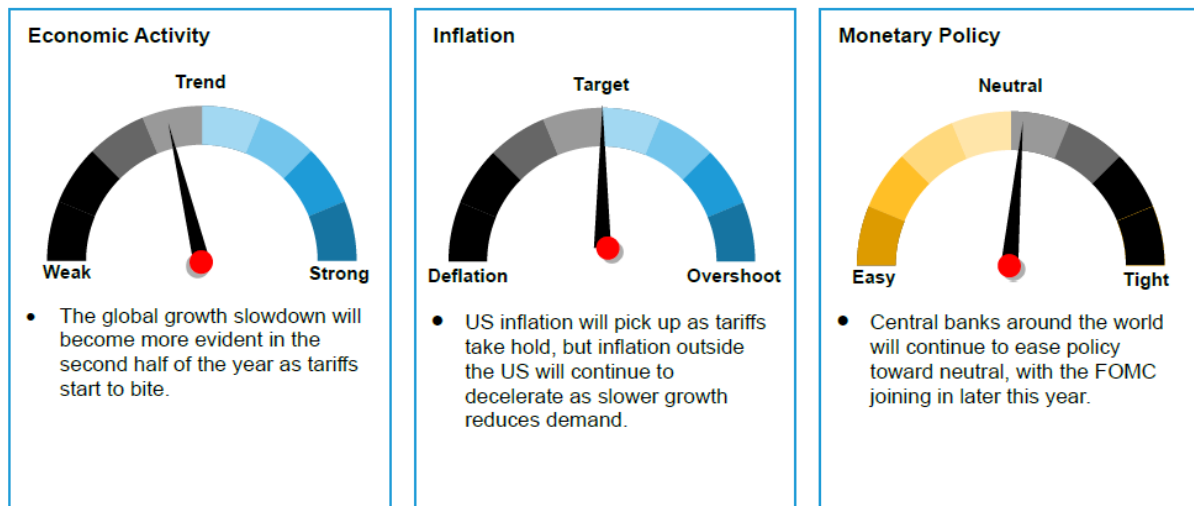 Economic Activity
Trend
Weak
Strong
• The global growth slowdown will
become more evident in the
second half of the year as tariffs
start to bite.
Inflation
Target
Deflation
Overshoot
• US inflation will pick up as tariffs
take hold, but inflation outside
the US will continue to
decelerate as slower growth
reduces demand.
Monetary Policy
Neutral
Easy
Tight
• Central banks around the world
will continue to ease policy
toward neutral, with the FOMC
joining in later this year.